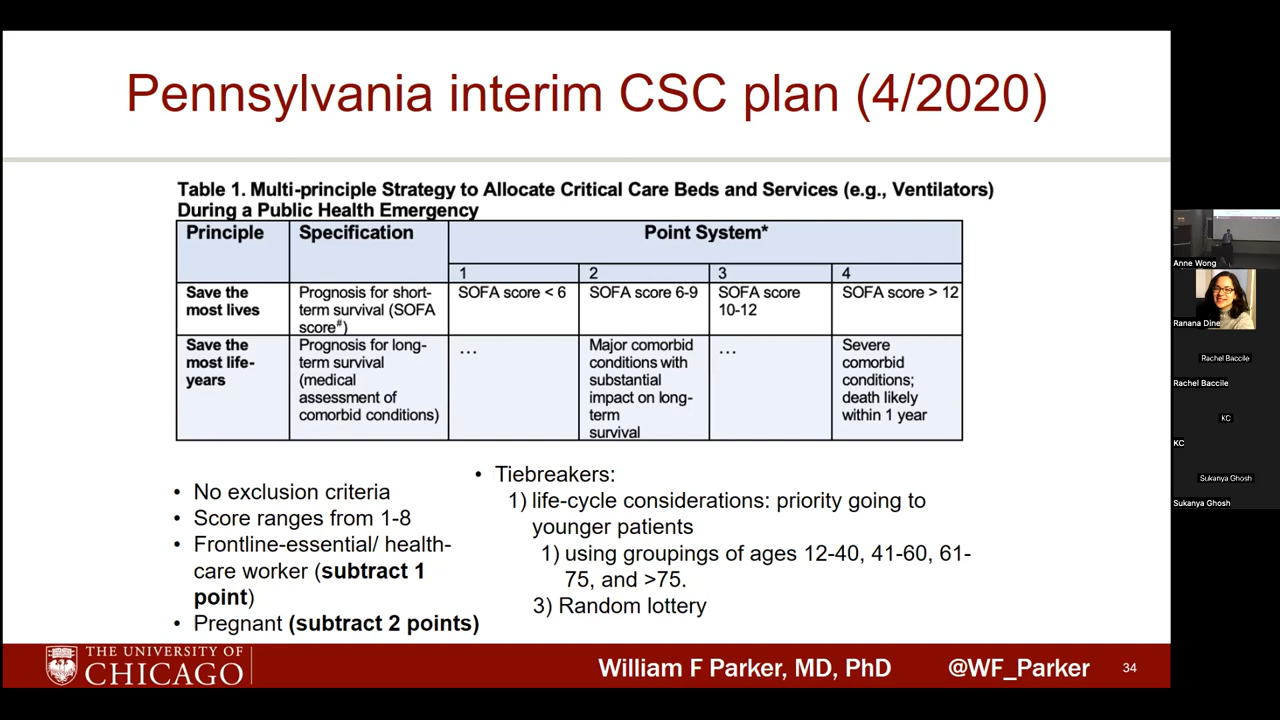 Pennsylvania interim CSC plan (4/2020)
Table 1. Multi-principle Strategy to Allocate Critical Care Beds and Services (e.g., Ventilators)
During a Public Health Emergency
Principle
Specification
Point System*
1
2
3
4
Save the
most lives
Prognosis for short-
term survival (SOFA
score#)
SOFA score < 6
SOFA score 6-9
SOFA score
10-12
SOFA score > 12
Save the
most life-
years
Prognosis for long-
term survival
(medical
assessment of
comorbid conditions)
…
Major comorbid
conditions with
substantial
impact on long-
term
survival
…
Severe
comorbid
conditions;
death likely
within 1 year
• No exclusion criteria
• Score ranges from 1-8
• Frontline-essential/ health-
care worker (subtract 1
point)
• Pregnant (subtract 2 points)
• Tiebreakers:
1) life-cycle considerations: priority going to
younger patients
1) using groupings of ages 12-40, 41-60, 61-
75, and >75.
3) Random lottery
THE UNIVERSITY OF
CHICAGO
William F Parker, MD, PhD
@WF_Parker
34
Anne Wong
Ranana Dine
Rachel Baccile
Rachel Baccile
KC
KC
Sukanya Ghosh
Sukanya Ghosh